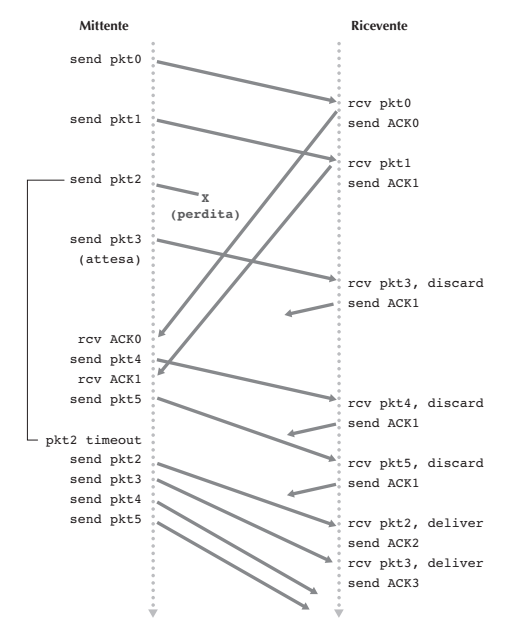 Mittente
Ricevente
send pkt0
rcv pkt0
send ACK0
send pkt1
rcv pkt1
send ACK1
send pkt2
X
(perdita)
send pkt3
(attesa)
rcv pkt3, discard
send ACK1
rcv ACK0
send pkt4
rcv ACK1
send pkt5
rcv pkt4, discard
send ACK1
pkt2 timeout
send pkt2
send pkt3
send pkt4
send pkt5
rcv pkt5, discard
send ACK1
rcv pkt2, deliver
send ACK2
rcv pkt3, deliver
send ACK3